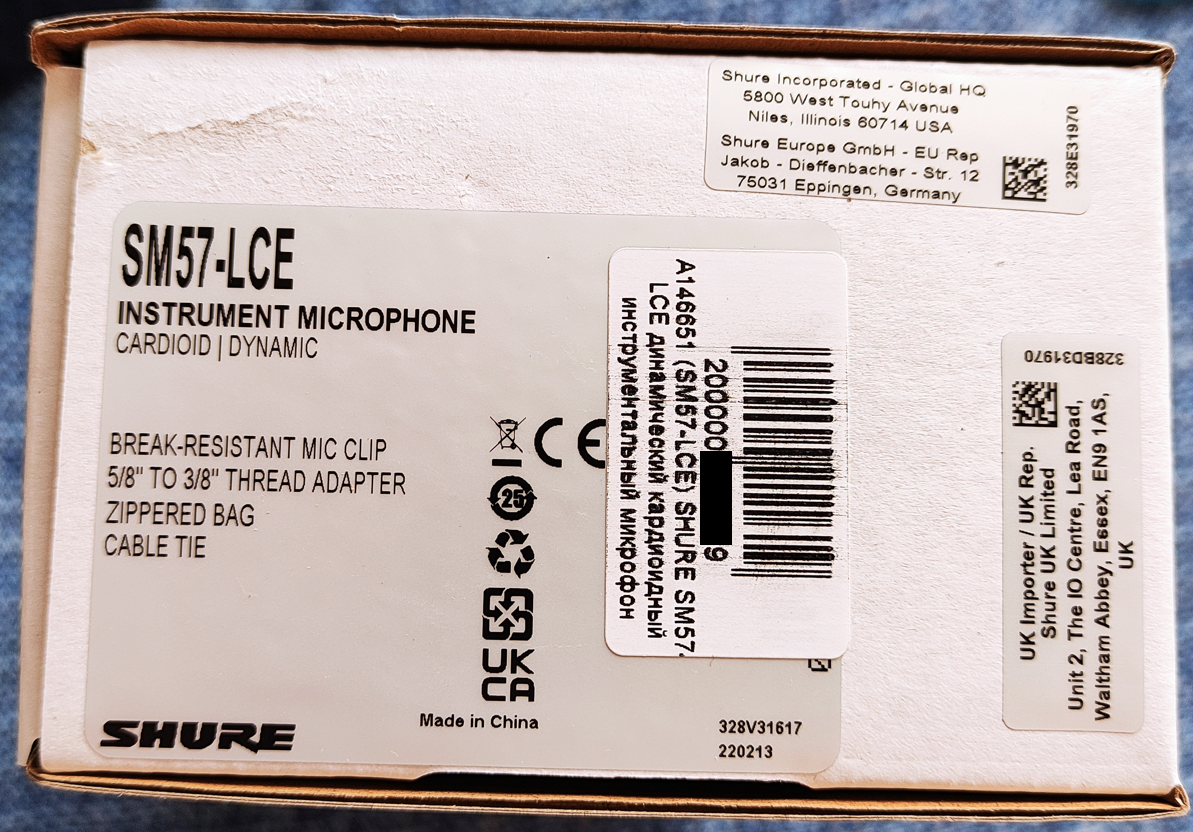 Shure Incorporated - Global HQ
5800 West Touhy Avenue
Niles, Illinois 60714 USA
Shure Europe GmbH - EU Rep
Jakob - Dieffenbacher - Str. 12
75031 Eppingen, Germany
328E31970
SM57-LCE
INSTRUMENT MICROPHONE
CARDIOID | DYNAMIC
BREAK-RESISTANT MIC CLIP
5/8" TO 3/8" THREAD ADAPTER
ZIPPERED BAG
CABLE TIE
CE
25
UK
CA
Made in China
SHURE
328V31617
220213
A146651 (SM57-LCE) SHURE SM57-
LCE динамический кардиоидный
инструментальный микрофон
200000
9
328BD31970
UK Importer / UK Rep.
Shure UK Limited
Unit 2, The IO Centre, Lea Road,
Waltham Abbey, Essex, EN9 1AS,
UK